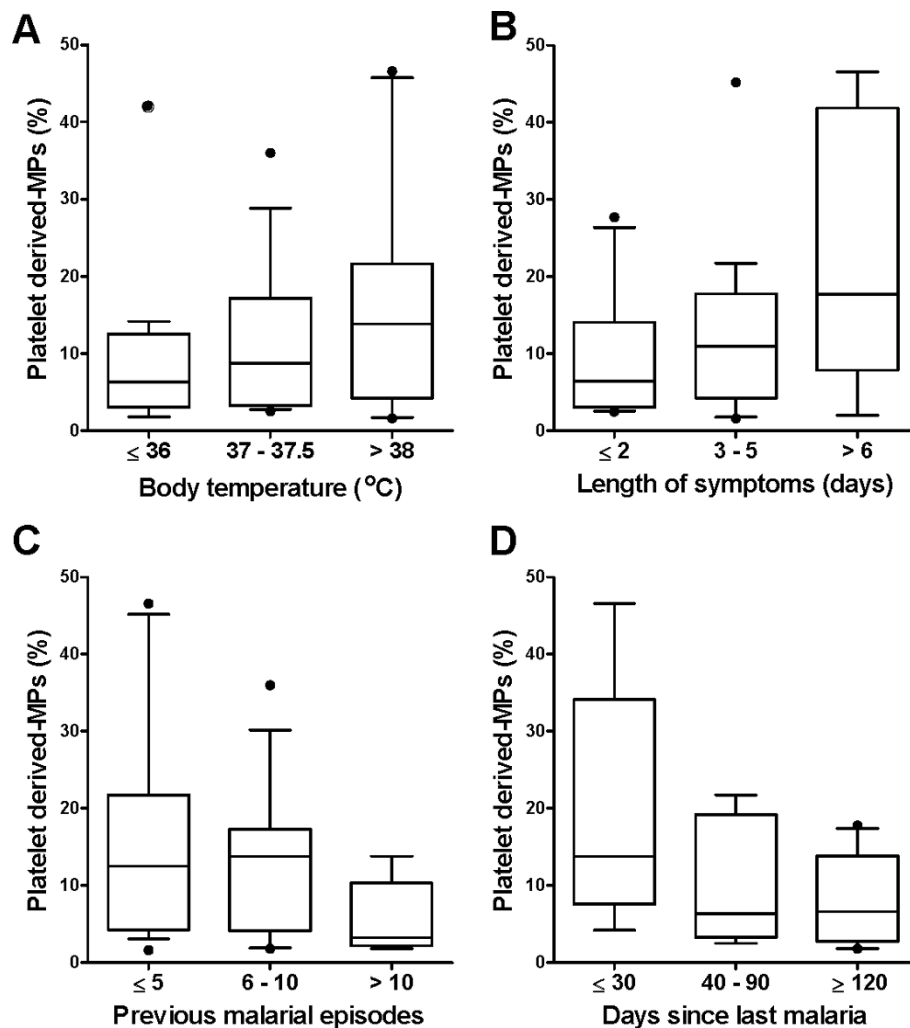 A
Platelet derived-MPs (%)
50
40
30
20
10
0
≤ 36
37 - 37.5
> 38
Body temperature (°C)
B
Platelet derived-MPs (%)
50
40
30
20
10
0
≤ 2
3 - 5
> 6
Length of symptoms (days)
C
Platelet derived-MPs (%)
50
40
30
20
10
0
≤ 5
6 - 10
> 10
Previous malarial episodes
D
Platelet derived-MPs (%)
50
40
30
20
10
0
≤ 30
40 - 90
≥ 120
Days since last malaria